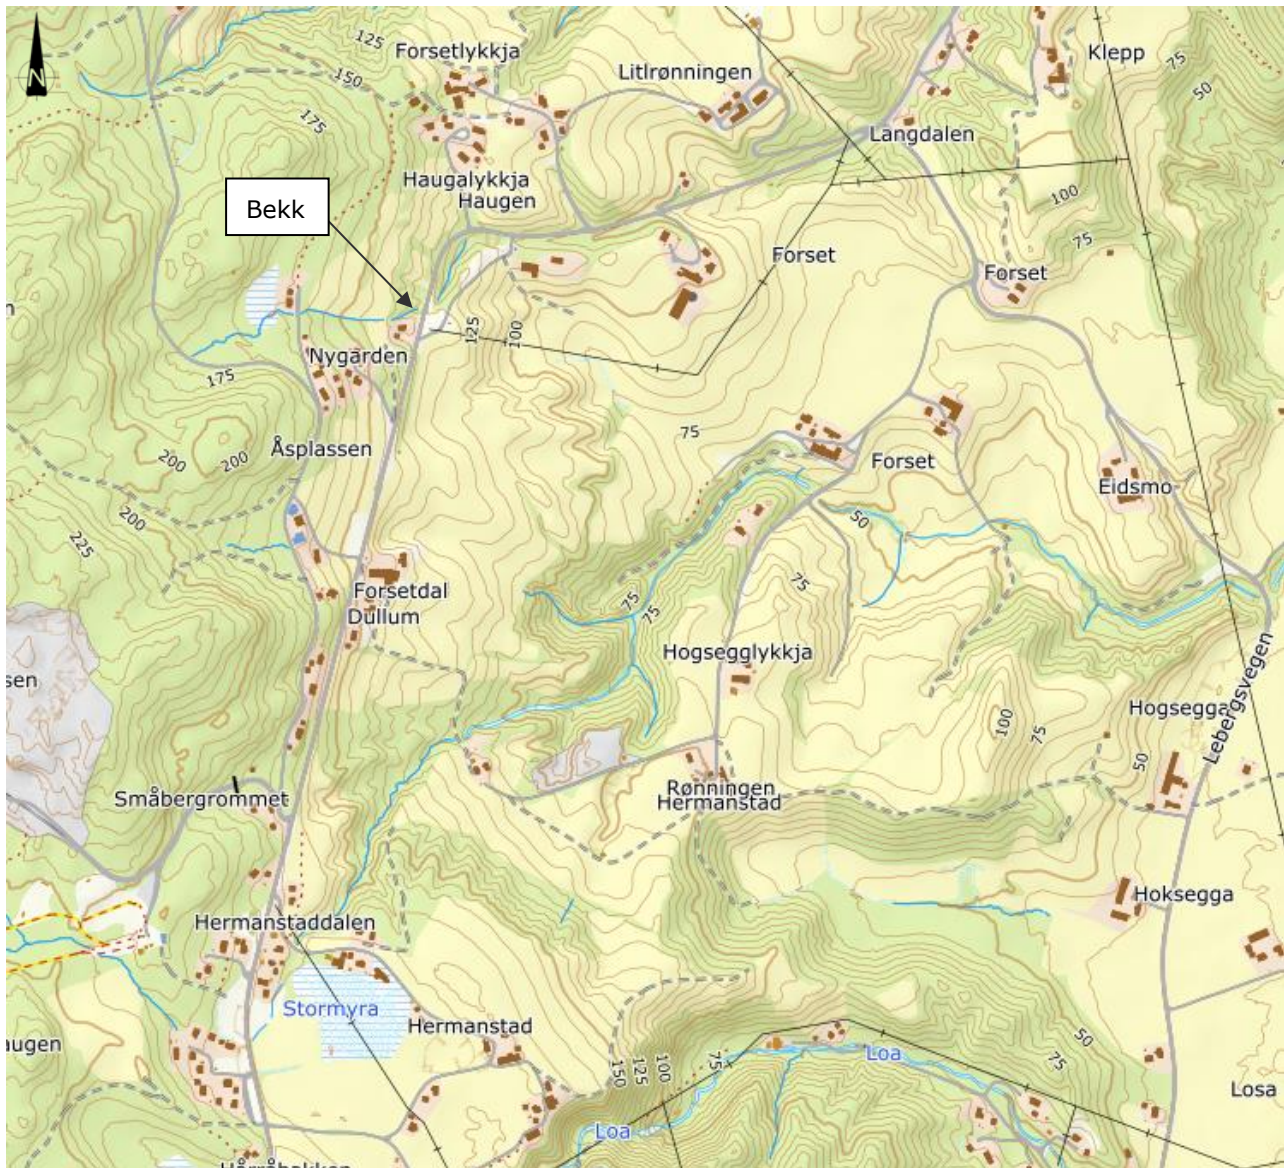 N
125
Forsetlykkja
150
Litlrønningen
Klepp
75
50
175
Langdalen
Haugalykkja
Haugen
100
Bekk
75
Forset
Forset
125
100
Nygården
175
75
Åsplassen
200
200
Forset
Eidsmo
200
50
225
75
Forsetdal
Dullum
75
75
Hogsegglykkja
sen
Hogsegga
Lebergsvegen
100
75
50
Rønningen
Hermanstad
Småbergrommet
Hoksegga
Hermanstaddalen
Stormyra
Hermanstad
augen
50
75
Loa
150
125
100
75
Losa
Loa